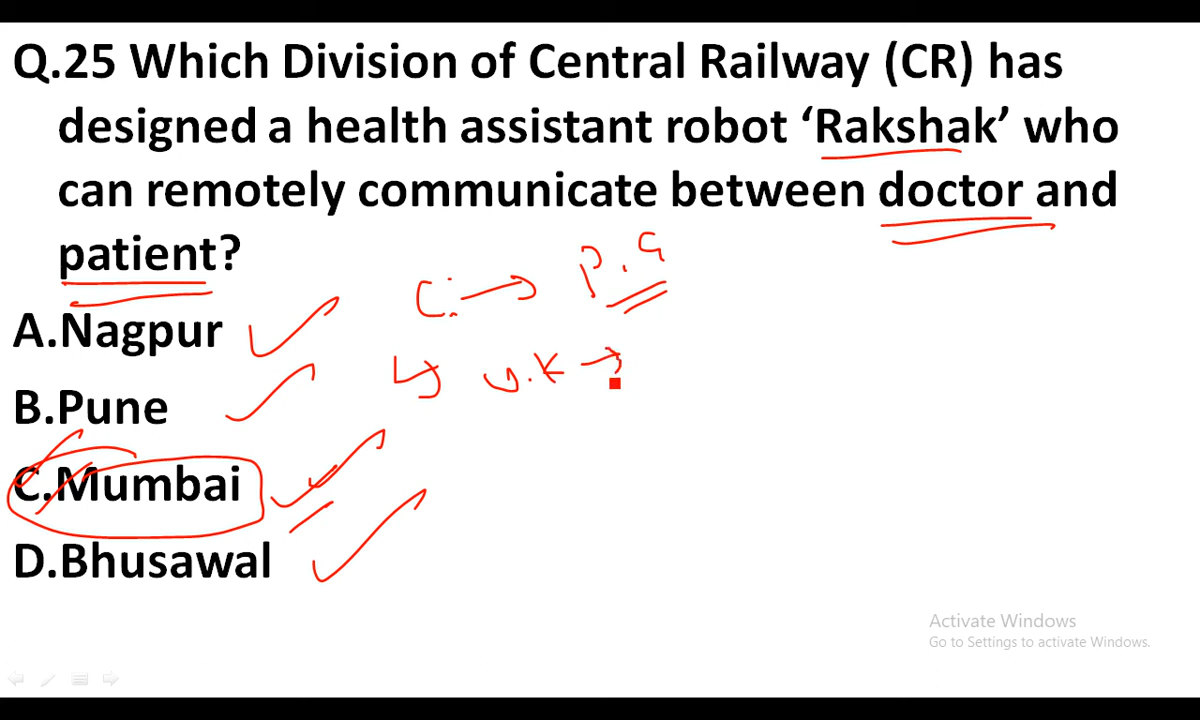 Q.25 Which Division of Central Railway (CR) has
designed a health assistant robot ‘Rakshak’ who
can remotely communicate between doctor and
patient?
P.G
C. →
A.Nagpur
U.K →
B.Pune
C.Mumbai
D.Bhusawal
Activate Windows
Go to Settings to activate Windows.